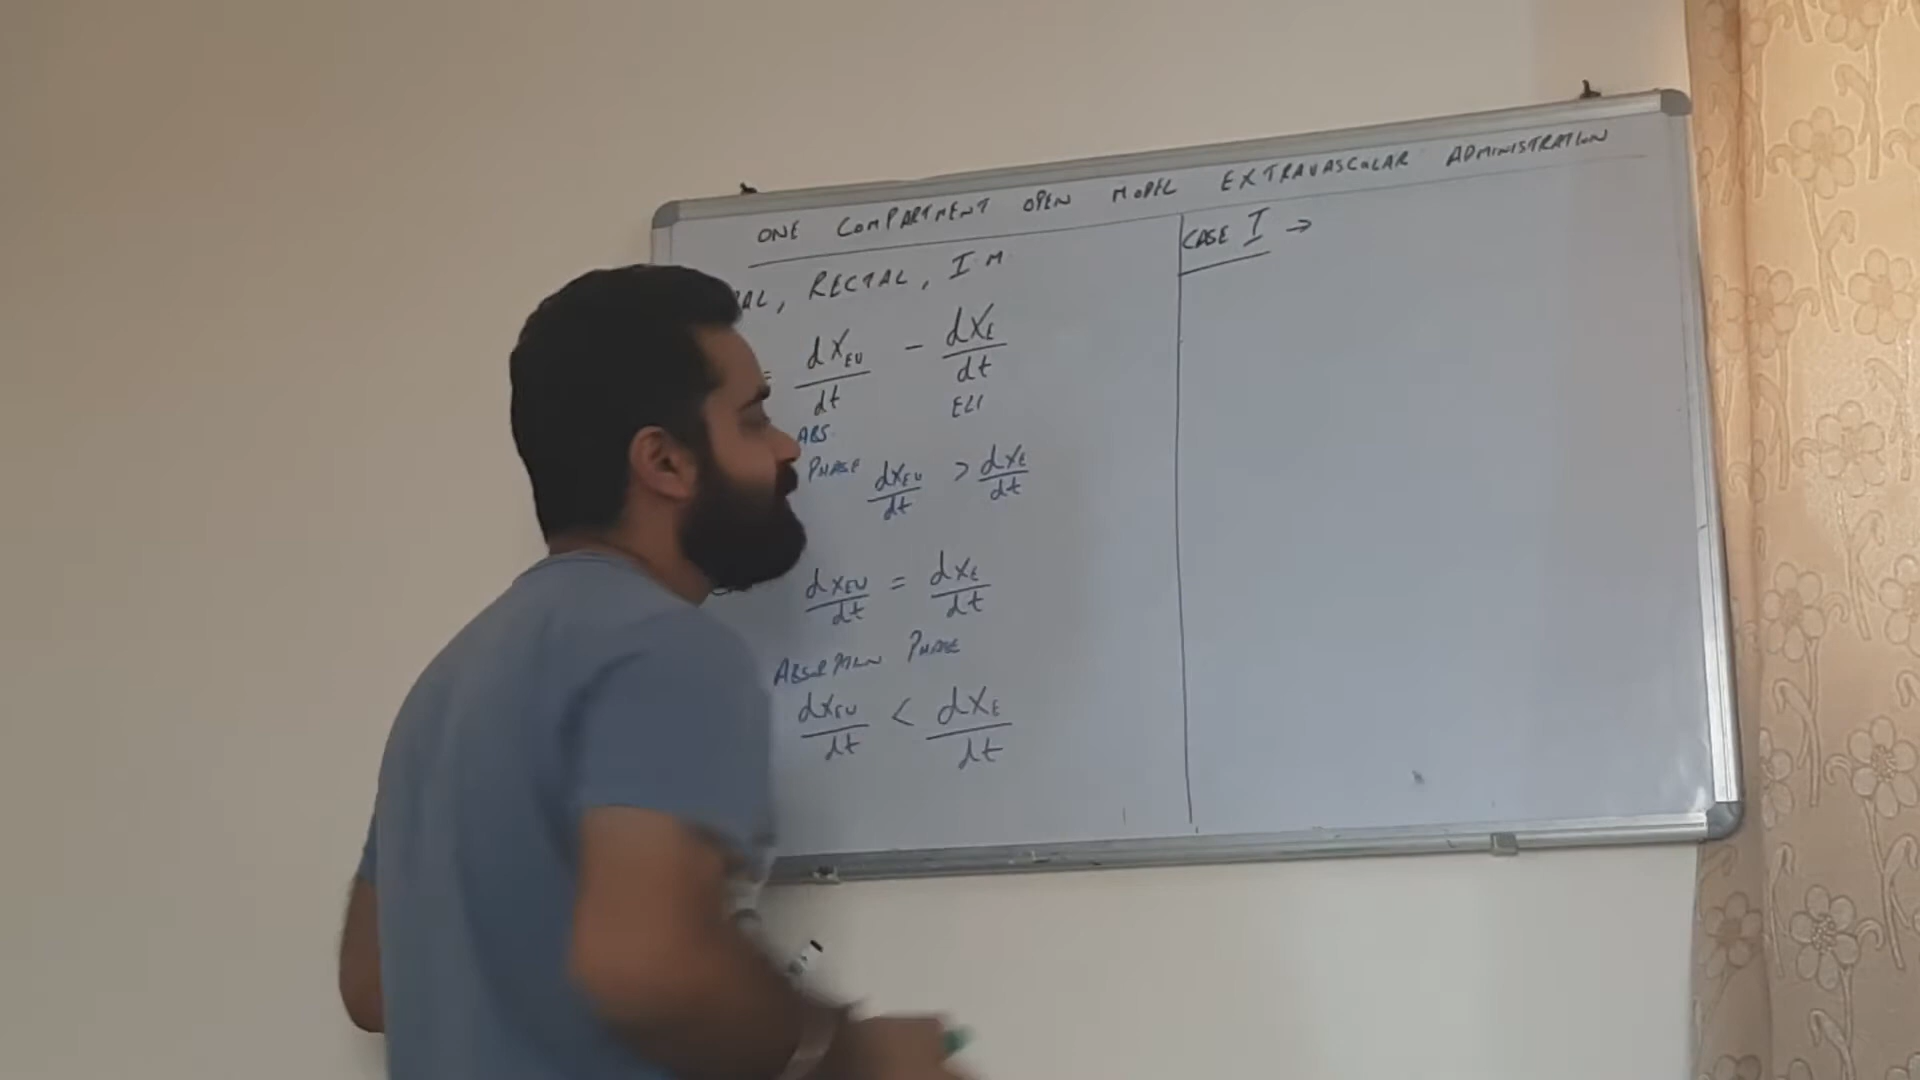 ONE COMPARTMENT OPEN MODEL EXTRAVASCULAR ADMINISTRATION
RAL, RECTAL, I.M
= dX_EV/dt - dX_E/dt
ABS. ELI
PHASE dX_EV/dt > dX_E/dt
dX_EV/dt = dX_E/dt
ABSORPTION PHASE
dX_EV/dt < dX_E/dt
CASE I →